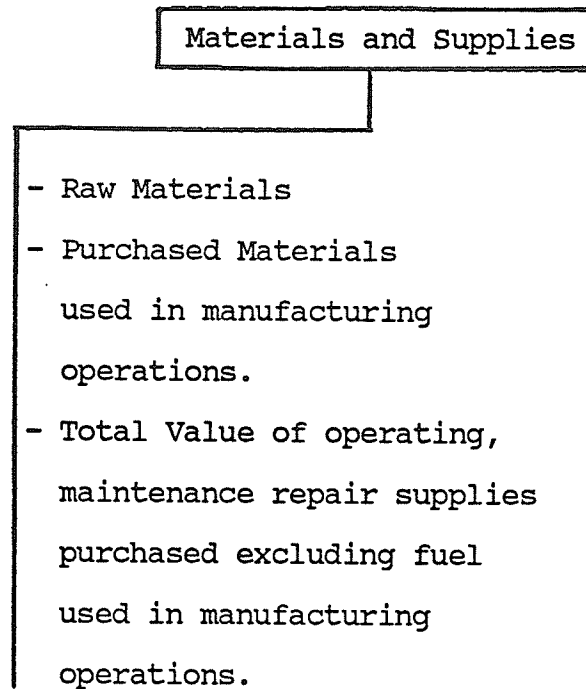 Materials and Supplies
- Raw Materials
- Purchased Materials
used in manufacturing
operations.
- Total Value of operating,
maintenance repair supplies
purchased excluding fuel
used in manufacturing
operations.